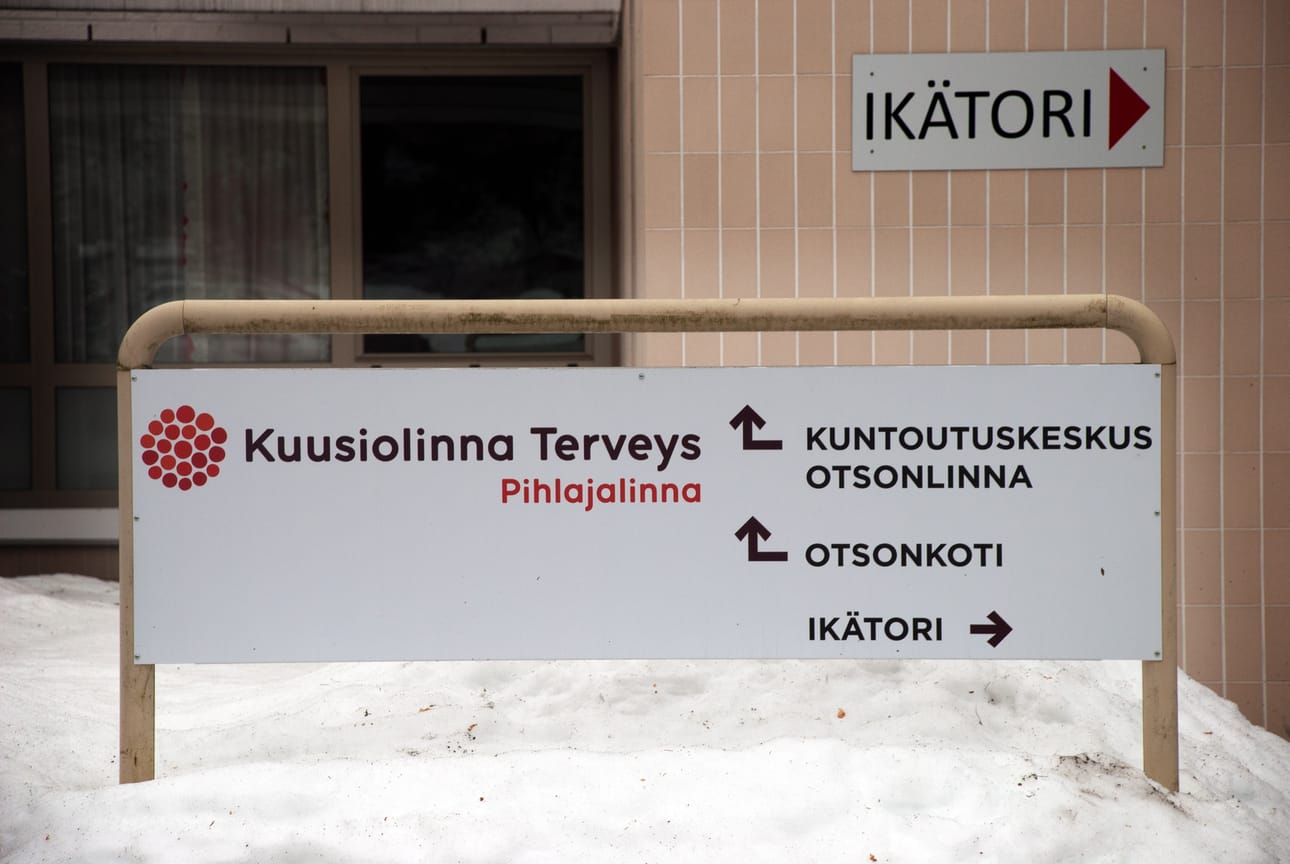 IKÄTORI
Kuusiolinna Terveys
Pihlajalinna
KUNTOUTUSKESKUS
OTSONLINNA
OTSONKOTI
IKÄTORI